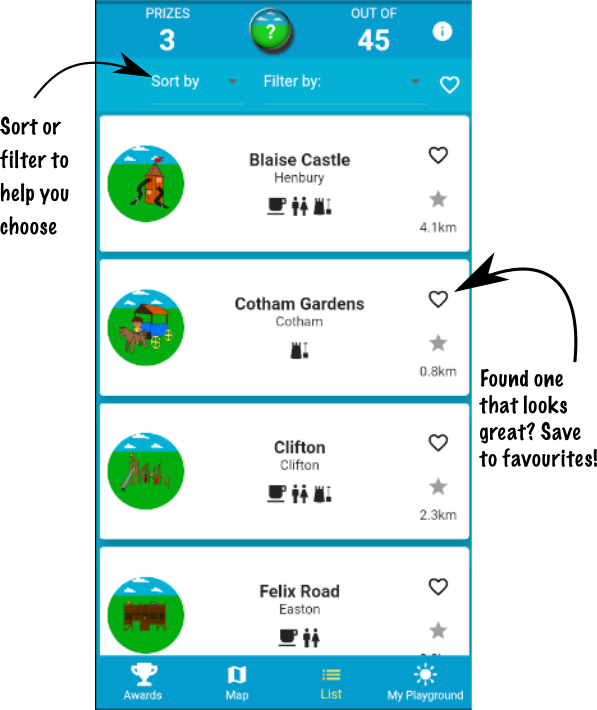 PRIZES
3
?
OUT OF
45
i
Sort by
Filter by:
Sort or
filter to
help you
choose
Blaise Castle
Henbury
4.1km
Cotham Gardens
Cotham
0.8km
Found one
that looks
great? Save
to favourites!
Clifton
Clifton
2.3km
Felix Road
Easton
Awards
Map
List
My Playground